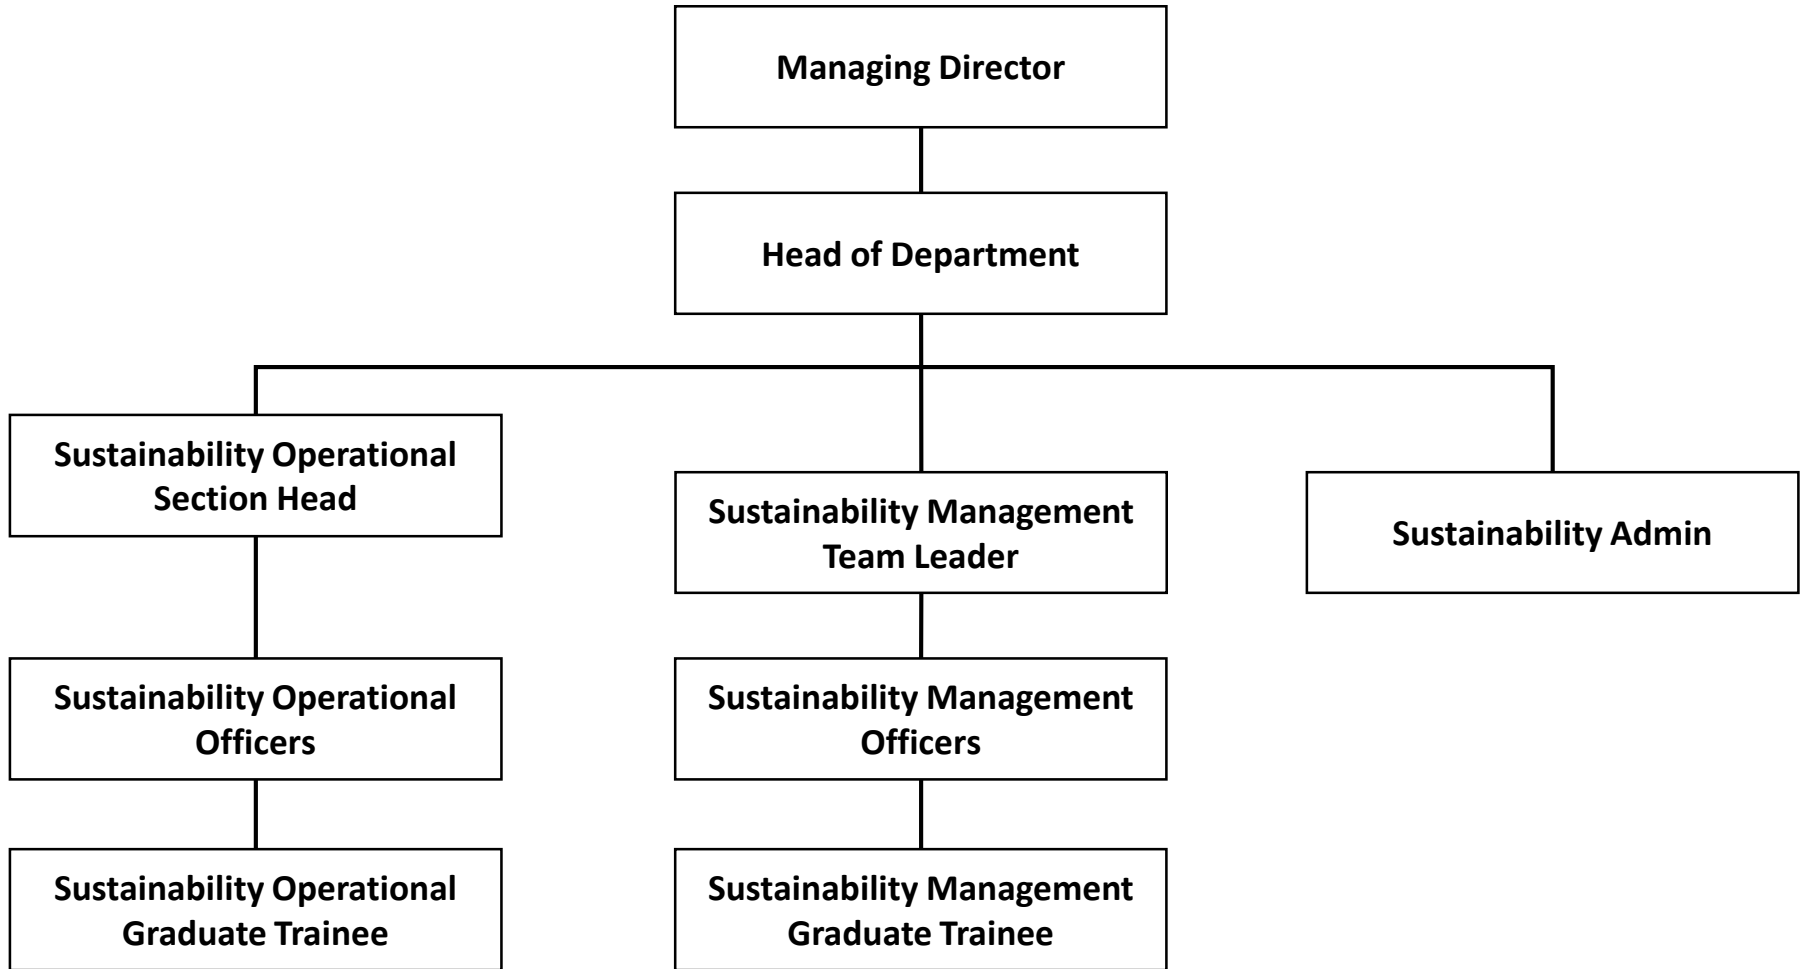 Managing Director
Head of Department
Sustainability Operational
Section Head
Sustainability Management
Team Leader
Sustainability Admin
Sustainability Operational
Officers
Sustainability Management
Officers
Sustainability Operational
Graduate Trainee
Sustainability Management
Graduate Trainee